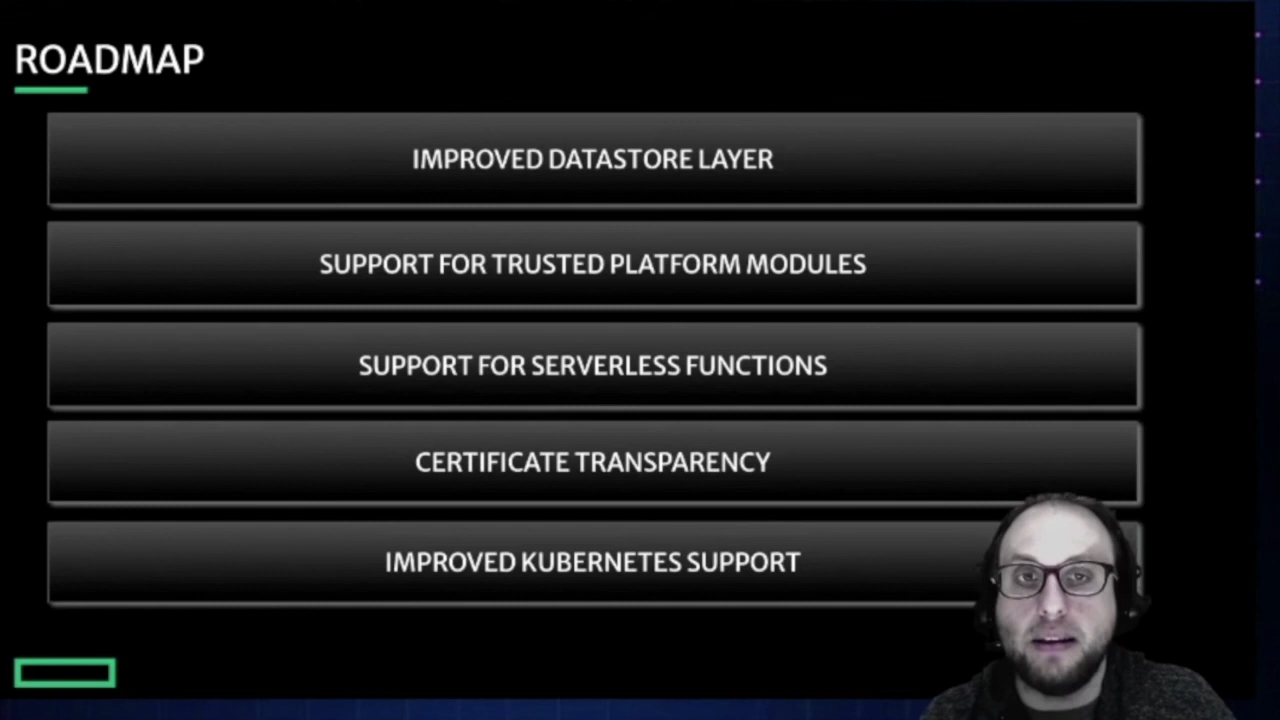 ROADMAP
IMPROVED DATASTORE LAYER
SUPPORT FOR TRUSTED PLATFORM MODULES
SUPPORT FOR SERVERLESS FUNCTIONS
CERTIFICATE TRANSPARENCY
IMPROVED KUBERNETES SUPPORT